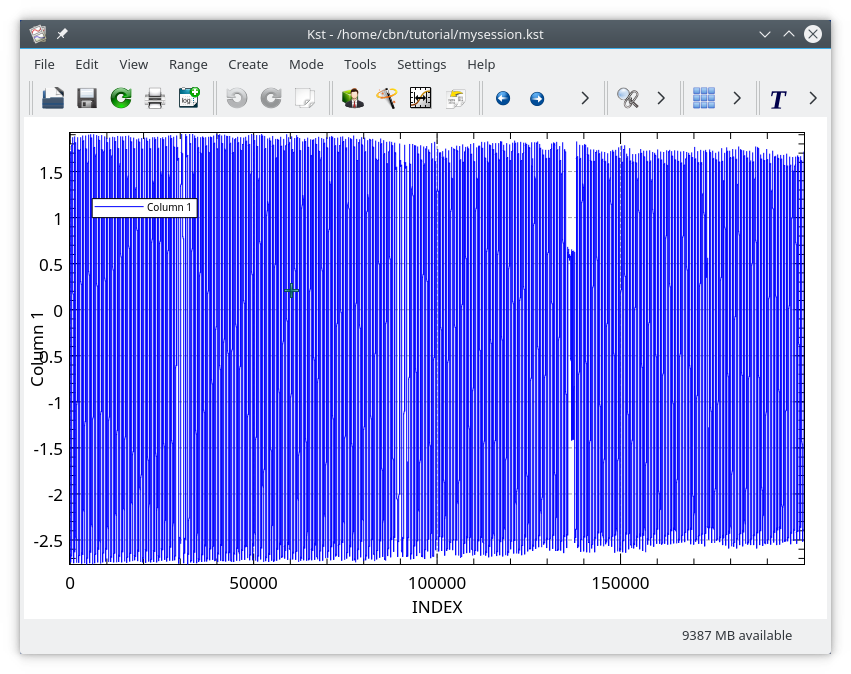 Kst - /home/cbn/tutorial/mysession.kst
File Edit View Range Create Mode Tools Settings Help
log
T
1.5
Column 1
1
0.5
0
Column 1
-0.5
-1
-1.5
-2
-2.5
0 50000 100000 150000
INDEX
9387 MB available